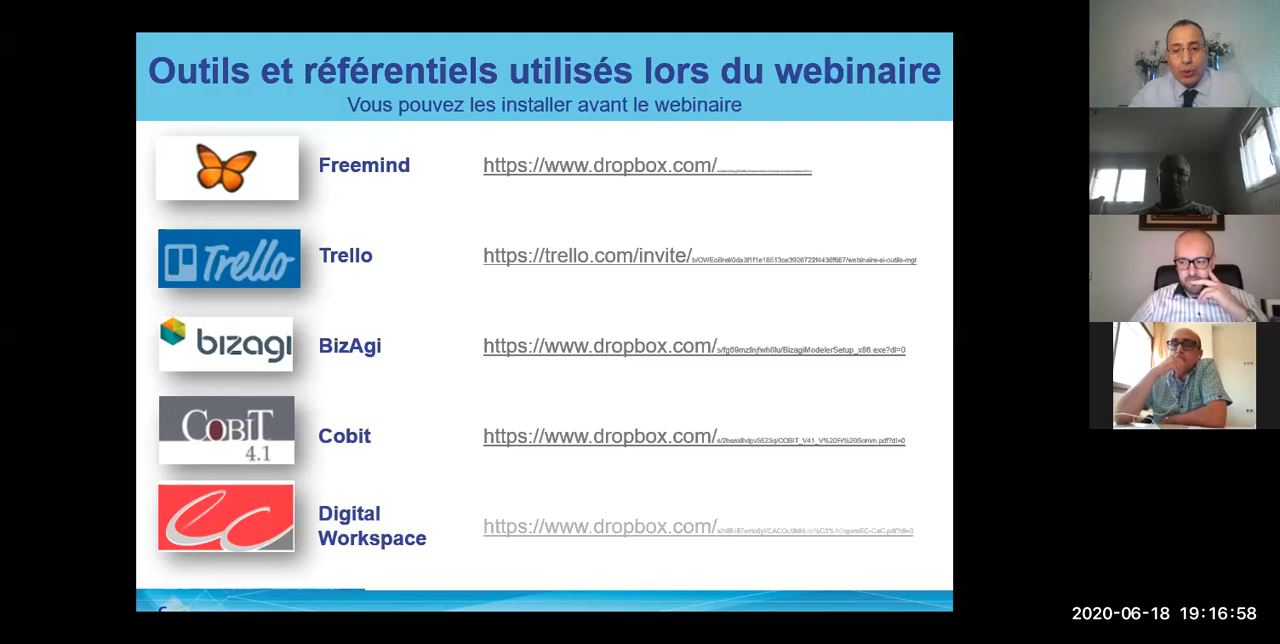 Outils et référentiels utilisés lors du webinaire
Vous pouvez les installer avant le webinaire
Freemind https://www.dropbox.com/
Trello Trello https://trello.com/invite/
bizagi BizAgi https://www.dropbox.com/
COBIT 4.1 Cobit https://www.dropbox.com/
Digital
Workspace https://www.dropbox.com/
2020-06-18 19:16:58